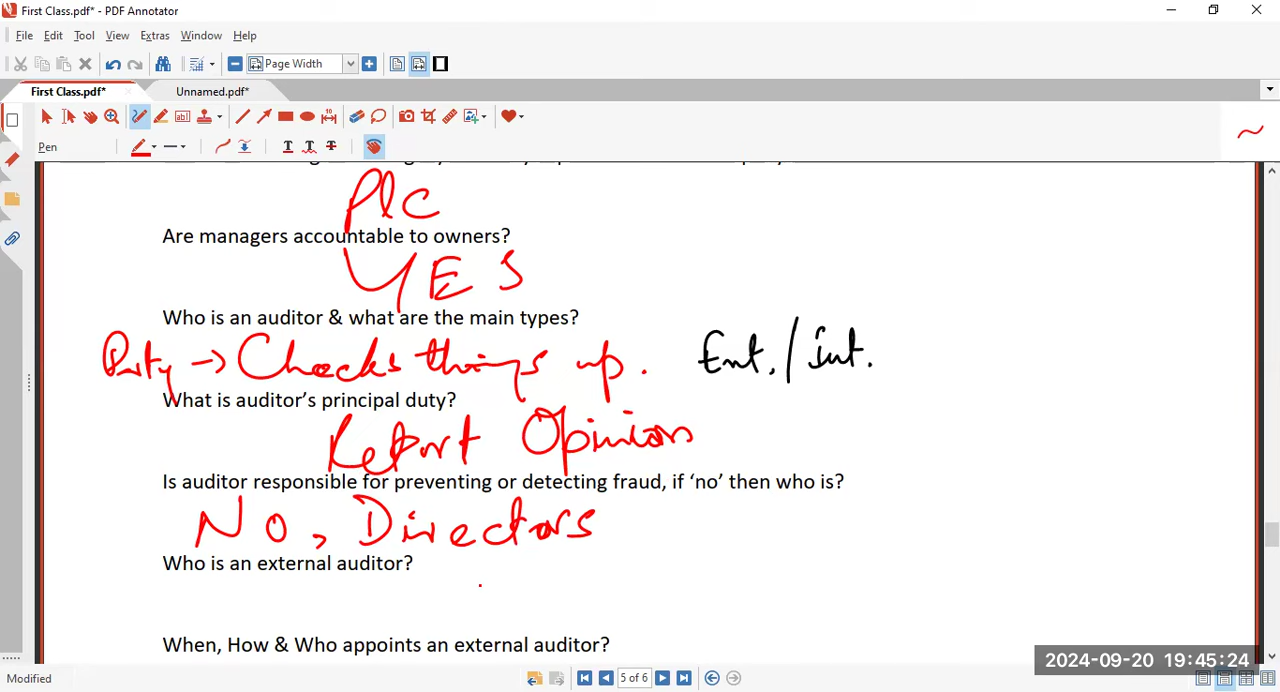 First Class.pdf* - PDF Annotator
File Edit Tool View Extras Window Help
Page Width
First Class.pdf* Unnamed.pdf*
Pen
Plc
Are managers accountable to owners?
YES
Who is an auditor & what are the main types?
Party → Checks things up. Ext. / Int.
What is auditor's principal duty?
Report Opinion
Is auditor responsible for preventing or detecting fraud, if 'no' then who is?
No, Directors
Who is an external auditor?
When, How & Who appoints an external auditor?
2024-09-20 19:45:24
Modified 5 of 6